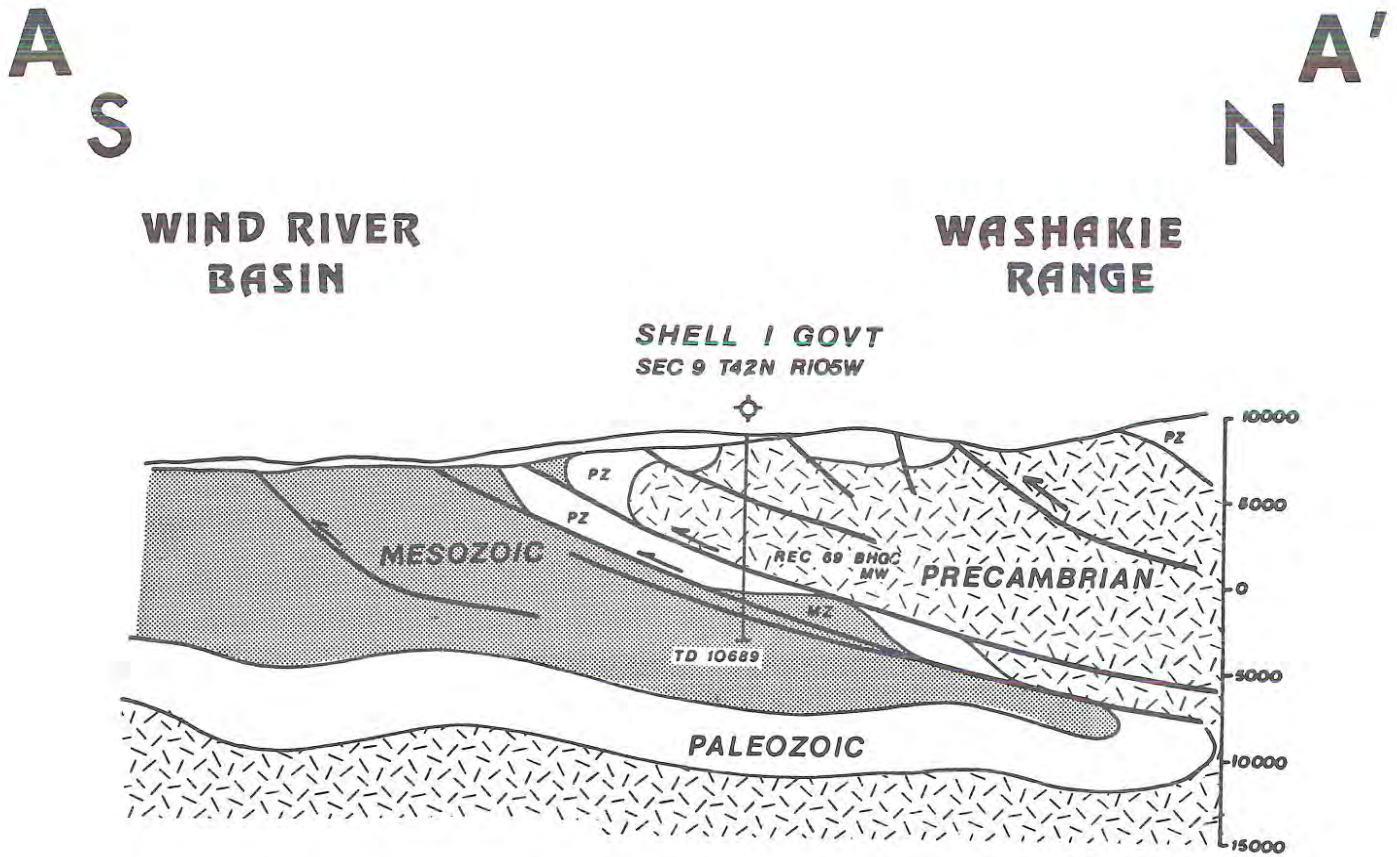 A
A'
S
N
WIND RIVER
BASIN
WASHAKIE
RANGE
SHELL 1 GOVT
SEC 9 T42N R105W
10000
PZ
PZ
5000
PZ
MESOZOIC
REC 69 BHGC
MW
PRECAMBRIAN
0
MZ
TD 10689
-5000
PALEOZOIC
-10000
-15000